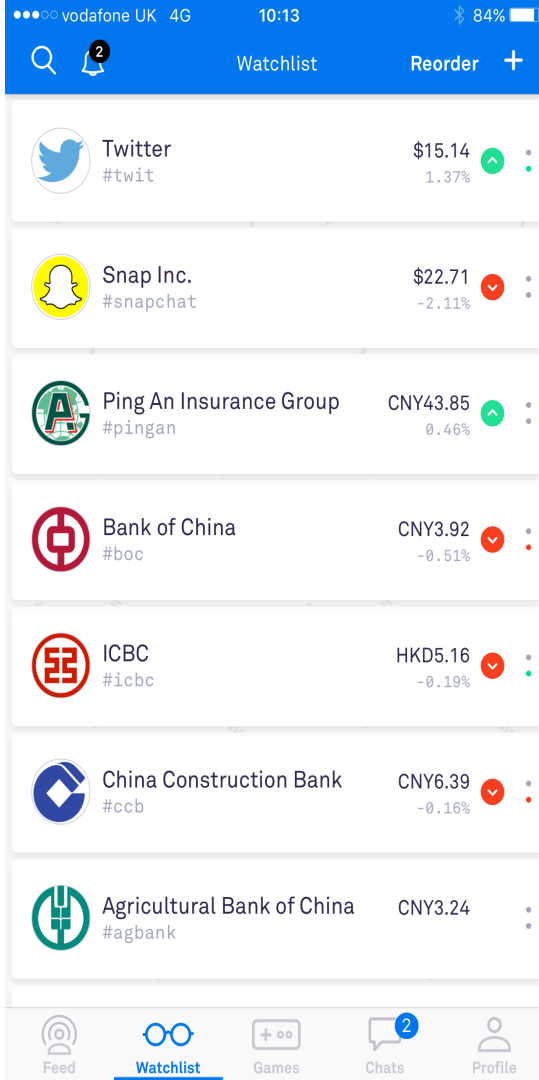 vodafone UK 4G 10:13 84%
2
Watchlist Reorder +
Twitter $15.14
#twit 1.37%
Snap Inc. $22.71
#snapchat -2.11%
Ping An Insurance Group CNY43.85
#pingan 0.46%
Bank of China CNY3.92
#boc -0.51%
ICBC HKD5.16
#icbc -0.19%
China Construction Bank CNY6.39
#ccb -0.16%
Agricultural Bank of China CNY3.24
#agbank
2
Feed Watchlist Games Chats Profile